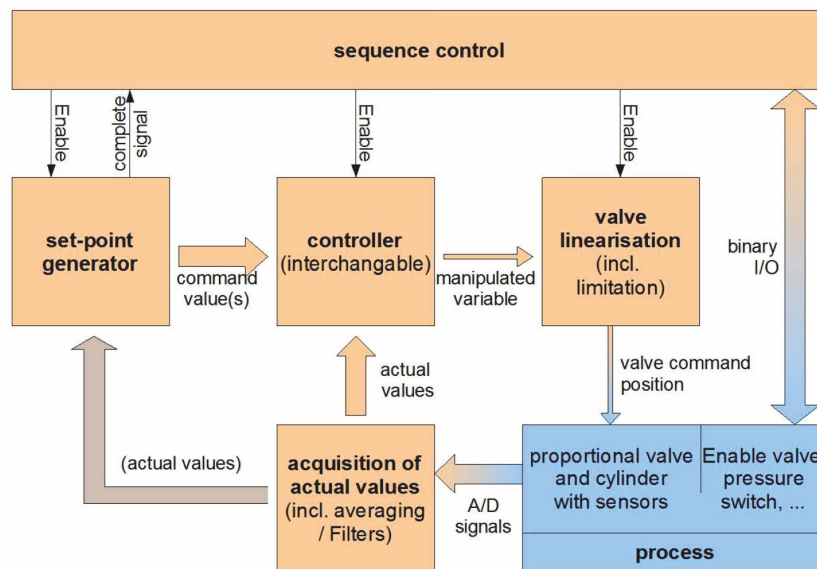 sequence control
Enable
complete
signal
Enable
Enable
set-point
generator
command
value(s)
controller
(interchangable)
manipulated
variable
valve
linearisation
(incl.
limitation)
binary
I/O
actual
values
valve command
position
(actual values)
acquisition of
actual values
(incl. averaging
/ Filters)
A/D
signals
proportional valve
and cylinder
with sensors
Enable valve,
pressure
switch, ...
process